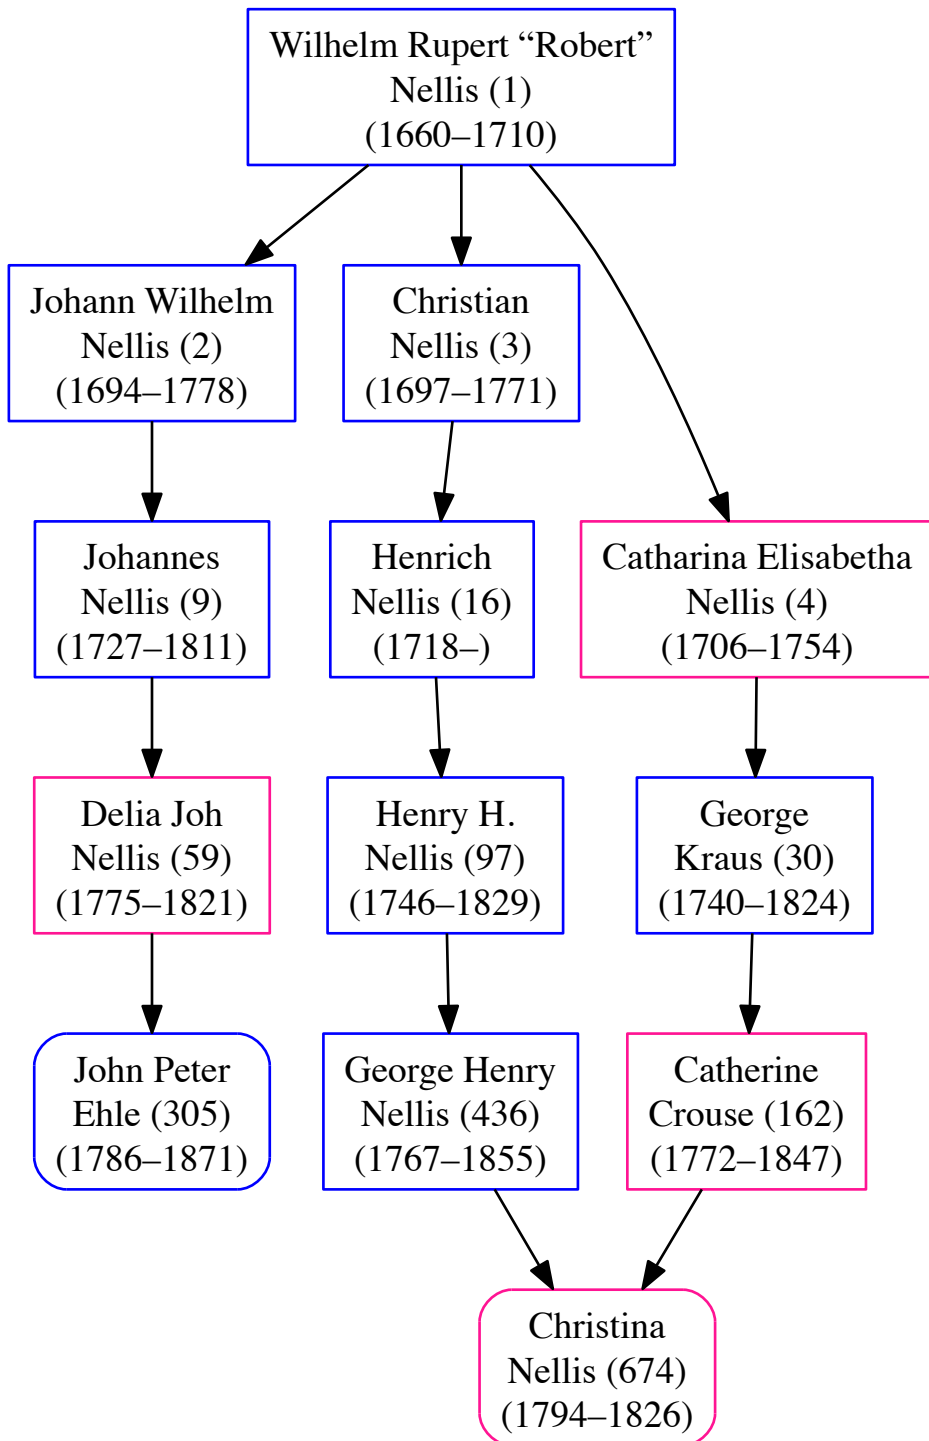 Wilhelm Rupert “Robert”
Nellis (1)
(1660–1710)
Johann Wilhelm
Nellis (2)
(1694–1778)
Christian
Nellis (3)
(1697–1771)
Johannes
Nellis (9)
(1727–1811)
Henrich
Nellis (16)
(1718–)
Catharina Elisabetha
Nellis (4)
(1706–1754)
Delia Joh
Nellis (59)
(1775–1821)
Henry H.
Nellis (97)
(1746–1829)
George
Kraus (30)
(1740–1824)
John Peter
Ehle (305)
(1786–1871)
George Henry
Nellis (436)
(1767–1855)
Catherine
Crouse (162)
(1772–1847)
Christina
Nellis (674)
(1794–1826)